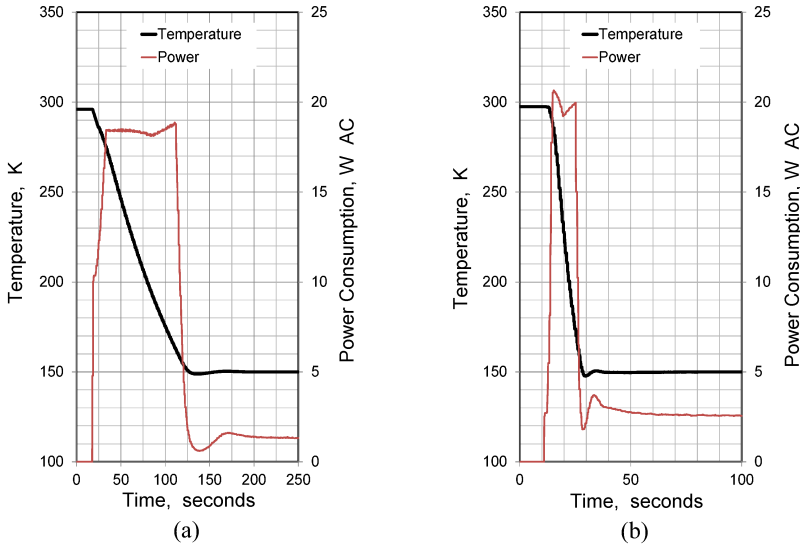 350
300
250
200
150
100
Temperature, K
Temperature
Power
25
20
15
10
5
0
Power Consumption, W AC
0
50
100
150
200
250
Time, seconds
(a)
350
300
250
200
150
100
Temperature, K
Temperature
Power
25
20
15
10
5
0
Power Consumption, W AC
0
50
100
Time, seconds
(b)